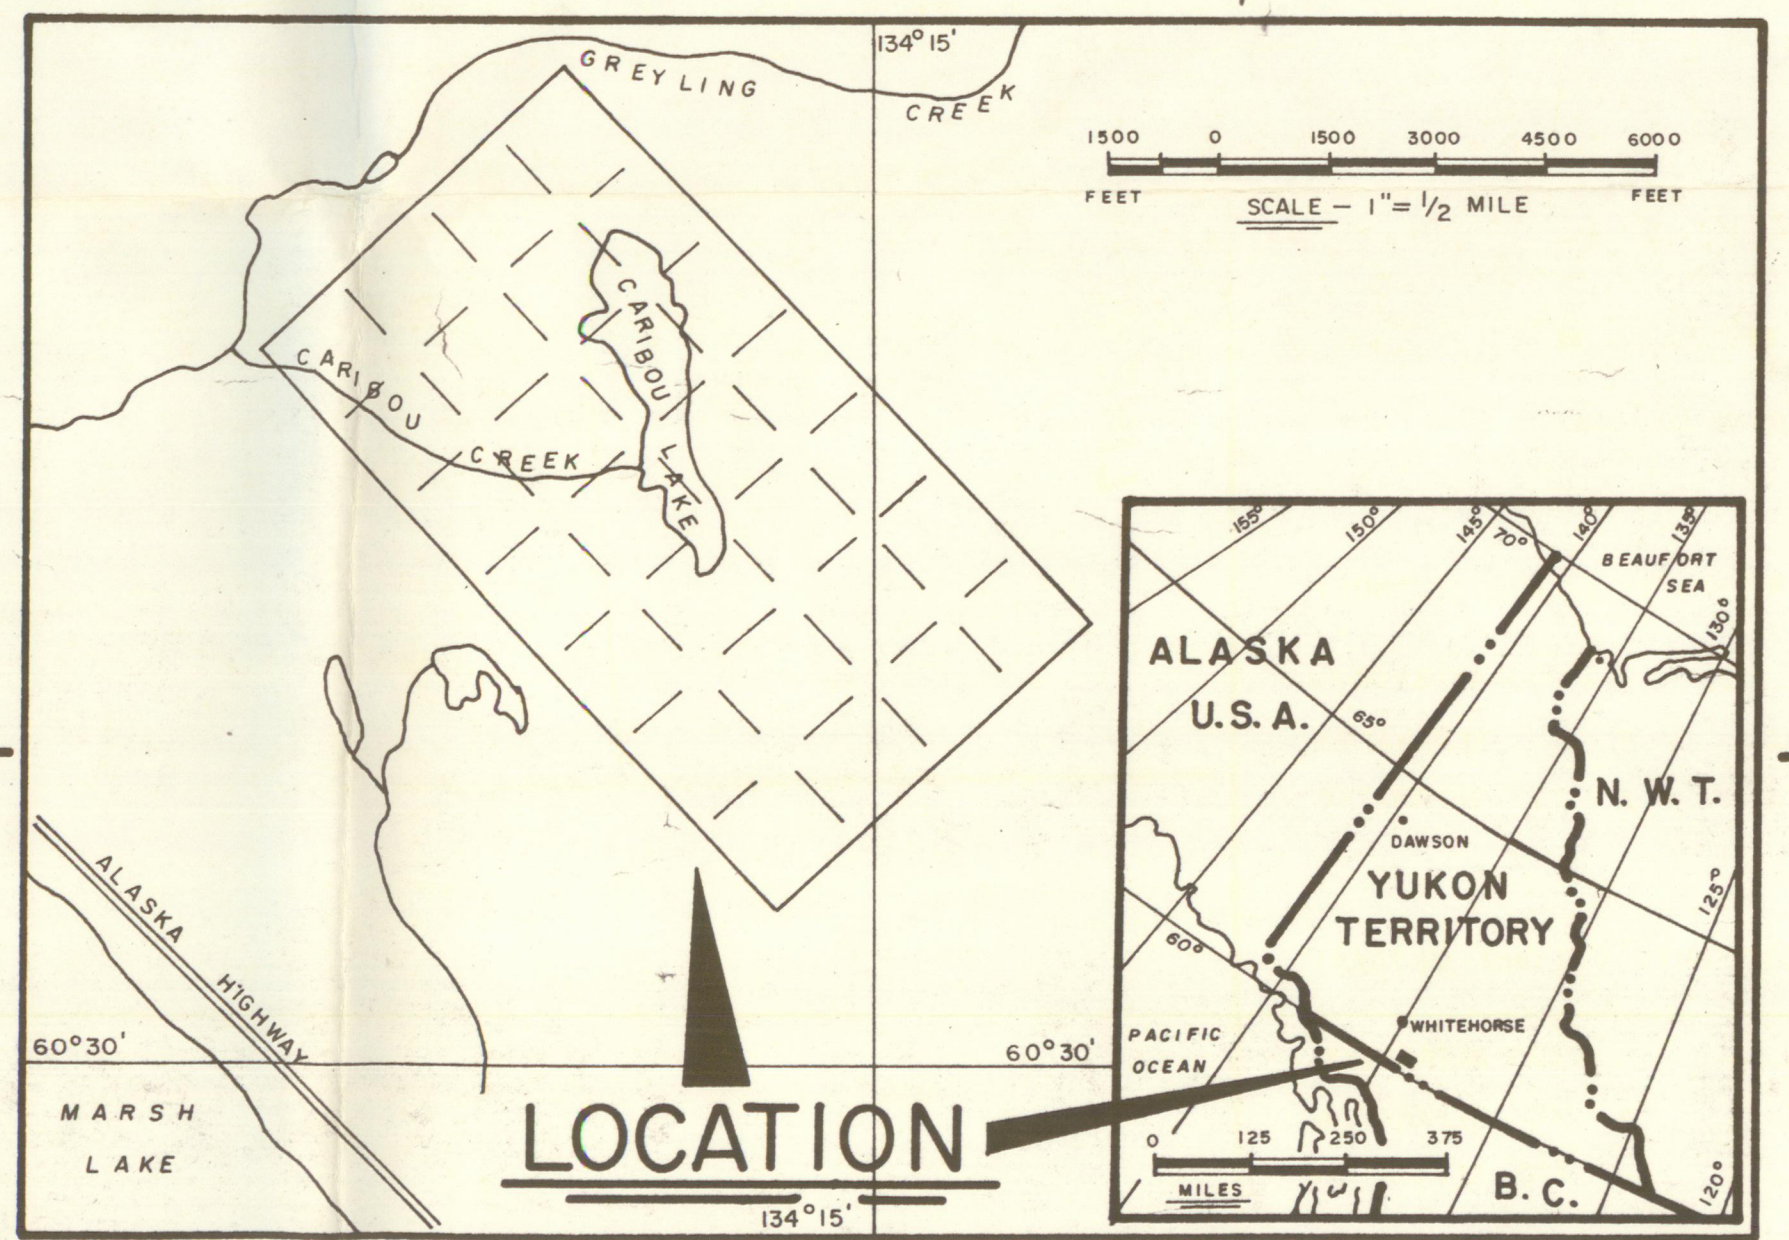 134° 15'
GREYLING CREEK
1500 0 1500 3000 4500 6000
FEET FEET
SCALE - 1" = 1/2 MILE
CARIBOU LAKE
CARIBOU CREEK
ALASKA HIGHWAY
60° 30'
60° 30'
MARSH
LAKE
LOCATION
134° 15'
155° 150° 145° 70° 140° 135°
BEAUFORT
SEA
130°
ALASKA
U.S.A.
65°
N.W.T.
DAWSON
YUKON
TERRITORY
125°
60°
WHITEHORSE
PACIFIC
OCEAN
0 125 250 375
MILES
B.C.
120°